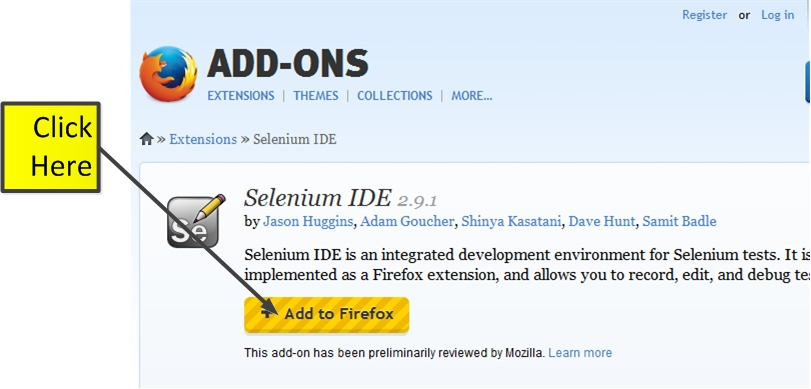 Register or Log in
ADD-ONS
EXTENSIONS | THEMES | COLLECTIONS | MORE...
Click
Here
» Extensions » Selenium IDE
Se
Selenium IDE 2.9.1
by Jason Huggins, Adam Goucher, Shinya Kasatani, Dave Hunt, Samit Badle
Selenium IDE is an integrated development environment for Selenium tests. It is
implemented as a Firefox extension, and allows you to record, edit, and debug te
+ Add to Firefox
This add-on has been preliminarily reviewed by Mozilla. Learn more